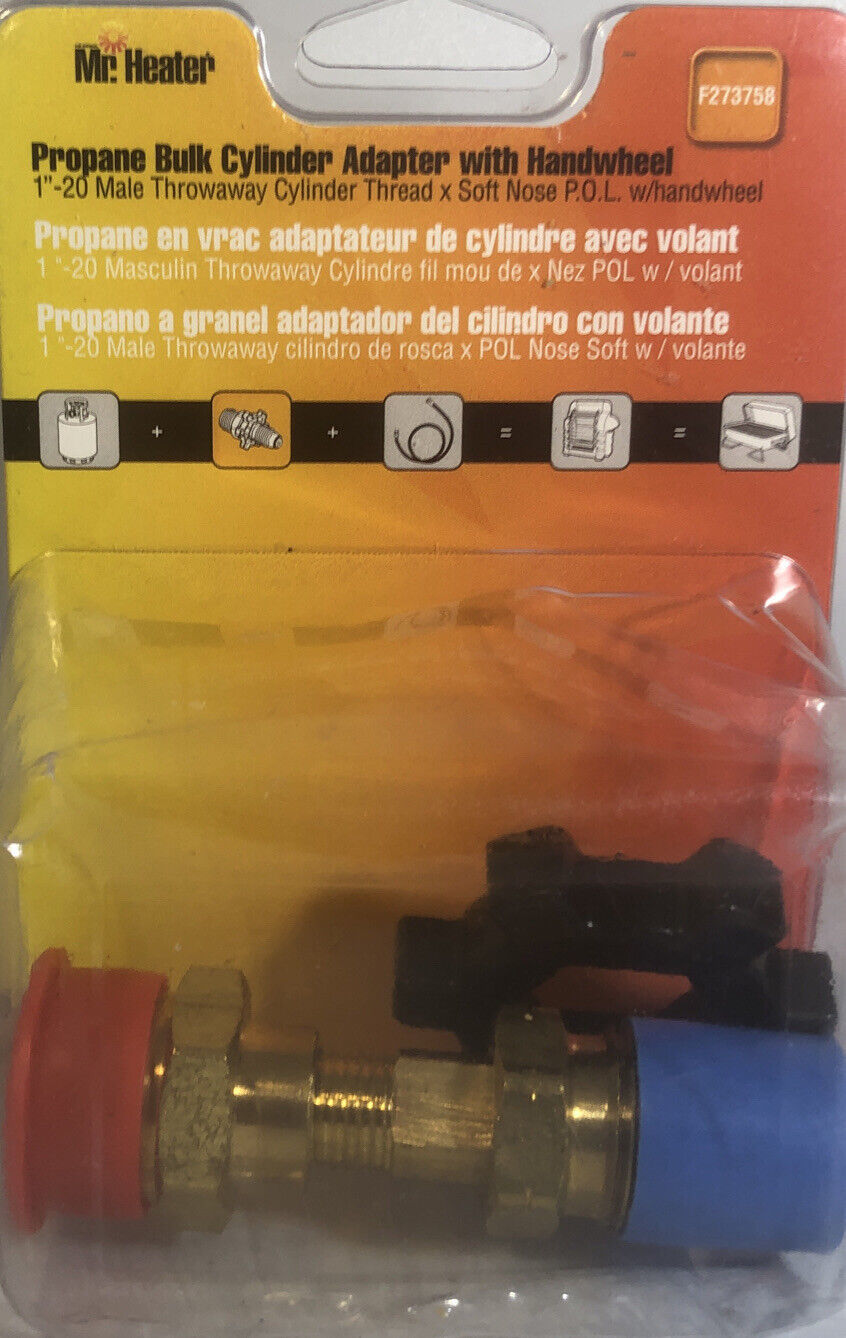 Mr. Heater
F273758
Propane Bulk Cylinder Adapter with Handwheel
1"-20 Male Throwaway Cylinder Thread x Soft Nose P.O.L. w/handwheel
Propane en vrac adaptateur de cylindre avec volant
1 "-20 Masculin Throwaway Cylindre fil mou de x Nez POL w / volant
Propano a granel adaptador del cilindro con volante
1 "-20 Male Throwaway cilindro de rosca x POL Nose Soft w / volante
+ + = =